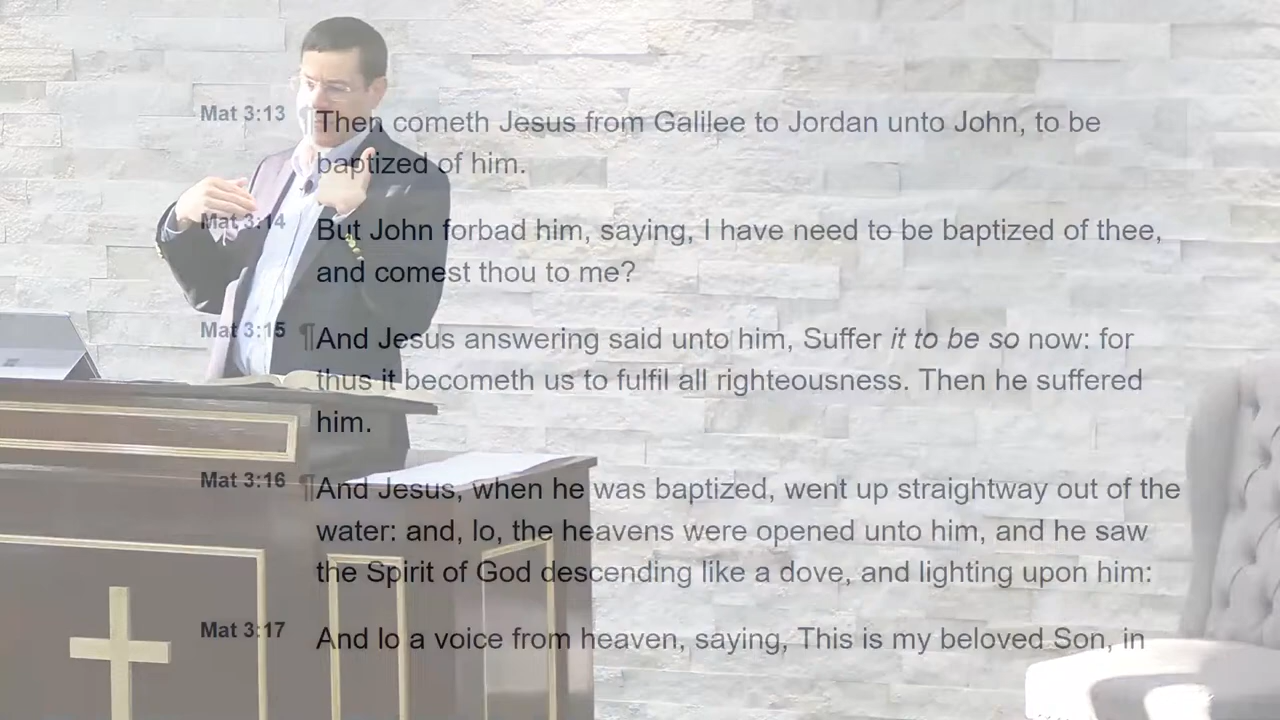 Mat 3:13 ¶Then cometh Jesus from Galilee to Jordan unto John, to be
baptized of him.
Mat 3:14 But John forbad him, saying, I have need to be baptized of thee,
and comest thou to me?
Mat 3:15 ¶And Jesus answering said unto him, Suffer it to be so now: for
thus it becometh us to fulfil all righteousness. Then he suffered
him.
Mat 3:16 ¶And Jesus, when he was baptized, went up straightway out of the
water: and, lo, the heavens were opened unto him, and he saw
the Spirit of God descending like a dove, and lighting upon him:
Mat 3:17 And lo a voice from heaven, saying, This is my beloved Son, in